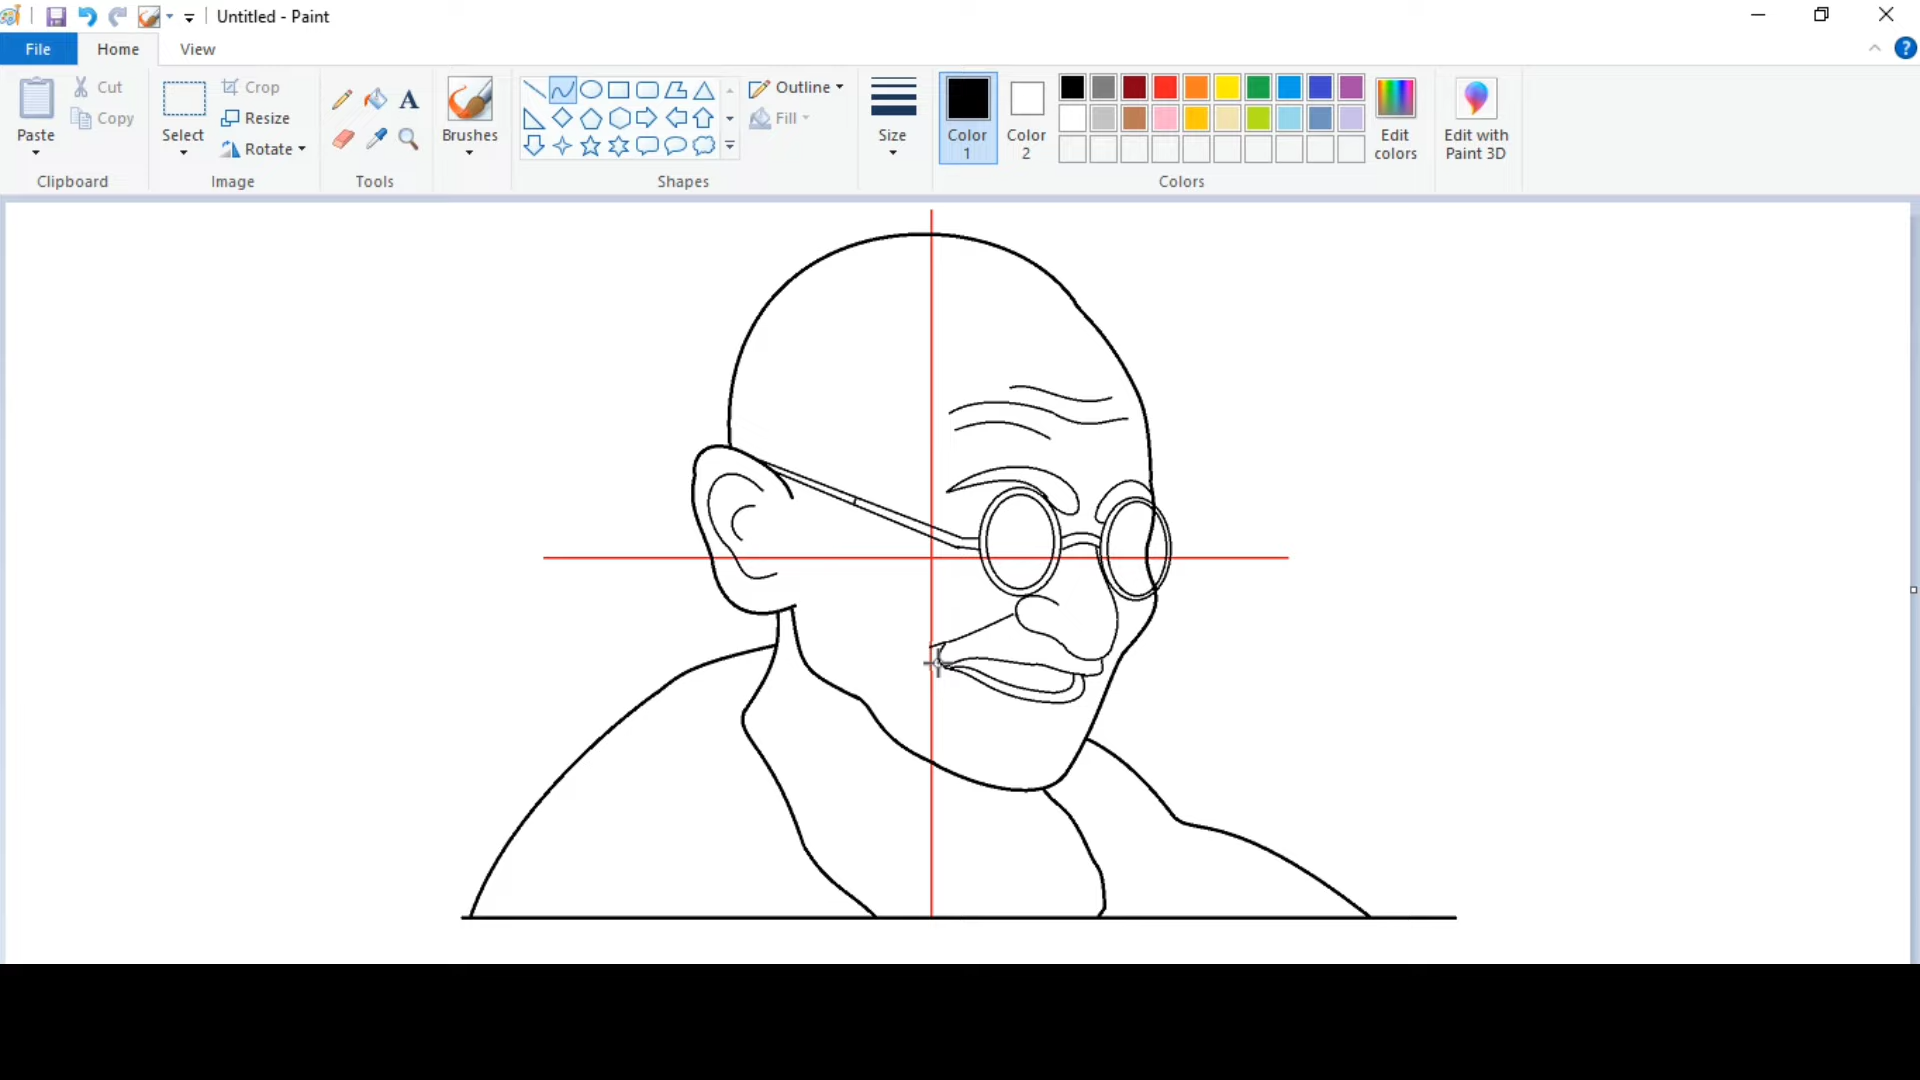 Untitled - Paint
File Home View
Paste
Cut
Copy
Clipboard
Select
Crop
Resize
Rotate
Image
A
Tools
Brushes
Outline
Fill
Shapes
Size
Color
1
Color
2
Edit
colors
Colors
Edit with
Paint 3D
?